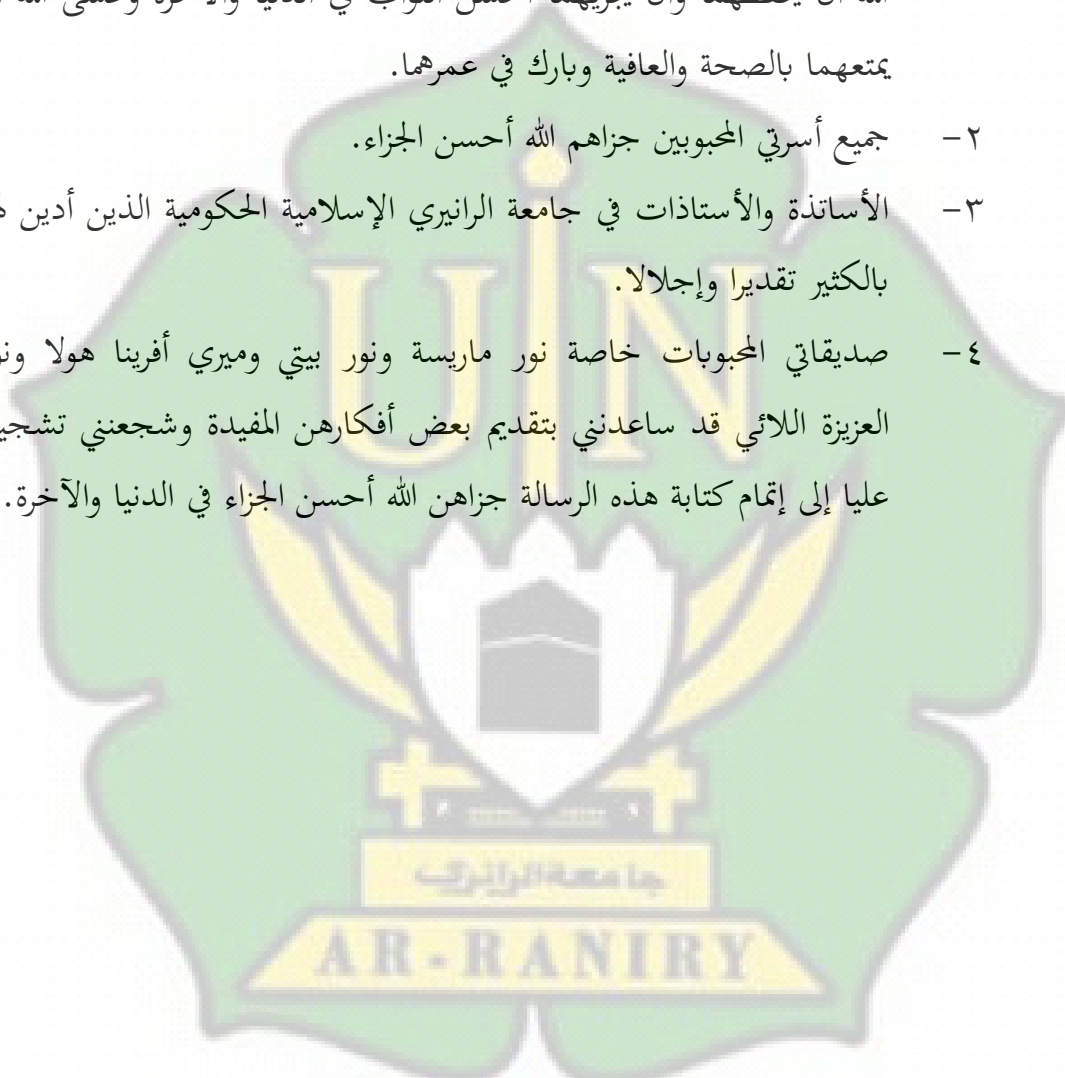 يمتعهما بالصحة والعافية وبارك في عمرهما.
٢- جميع أسرتي المحبوبين جزاهم الله أحسن الجزاء.
٣- الأساتذة والأستاذات في جامعة الرانيري الإسلامية الحكومية الذين أدين
بالكثير تقديرا وإجلالا.
٤- صديقاتي المحبوبات خاصة نور ماريسة ونور بيتي وميري أفرينا هولا
العزيزة اللائي قد ساعدنني بتقديم بعض أفكارهن المفيدة وشجعنني
عليا إلى إتمام كتابة هذه الرسالة جزاهن الله أحسن الجزاء في الدنيا والآخرة.
UIN
جامعة الرانري
AR-RANIRY